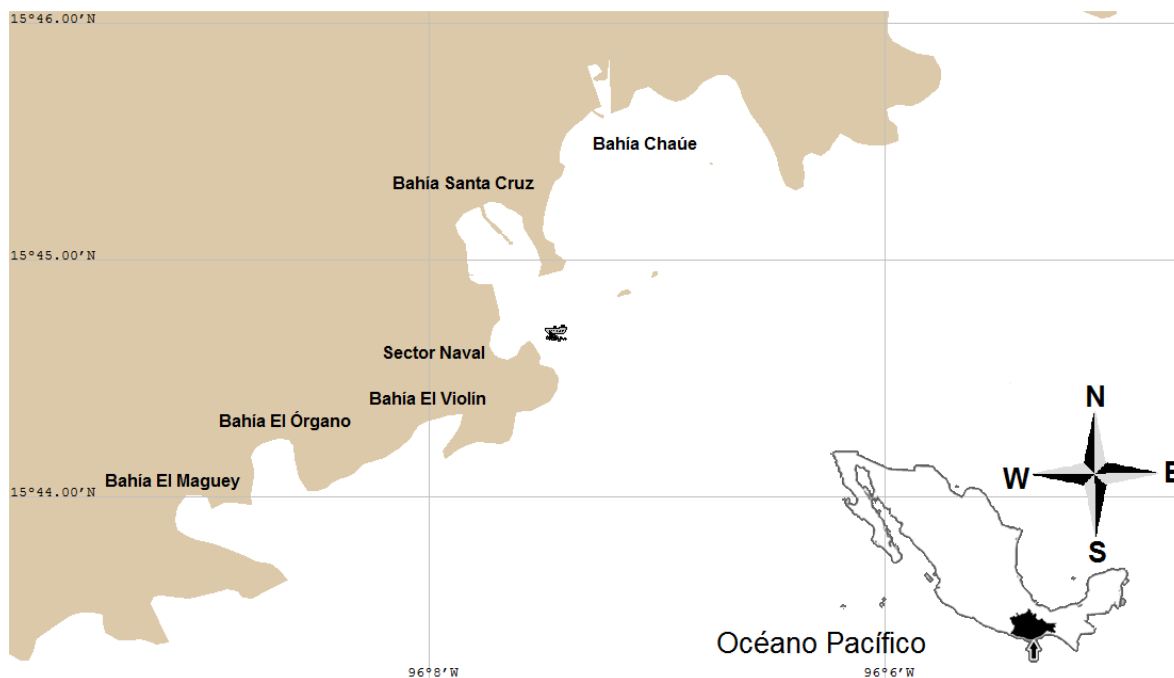 15°46.00'N
Bahía Chaúe
Bahía Santa Cruz
15°45.00'N
Sector Naval
Bahía El Violín
Bahía El Órgano
Bahía El Maguey
15°44.00'N
N
W
E
S
Océano Pacífico
96°8'W
96°6'W